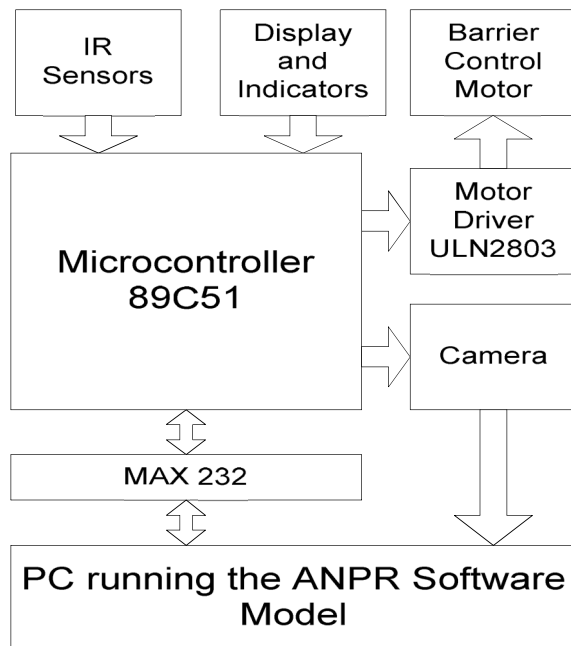 IR
Sensors
Display
and
Indicators
Barrier
Control
Motor
Microcontroller
89C51
Motor
Driver
ULN2803
Camera
MAX 232
PC running the ANPR Software
Model